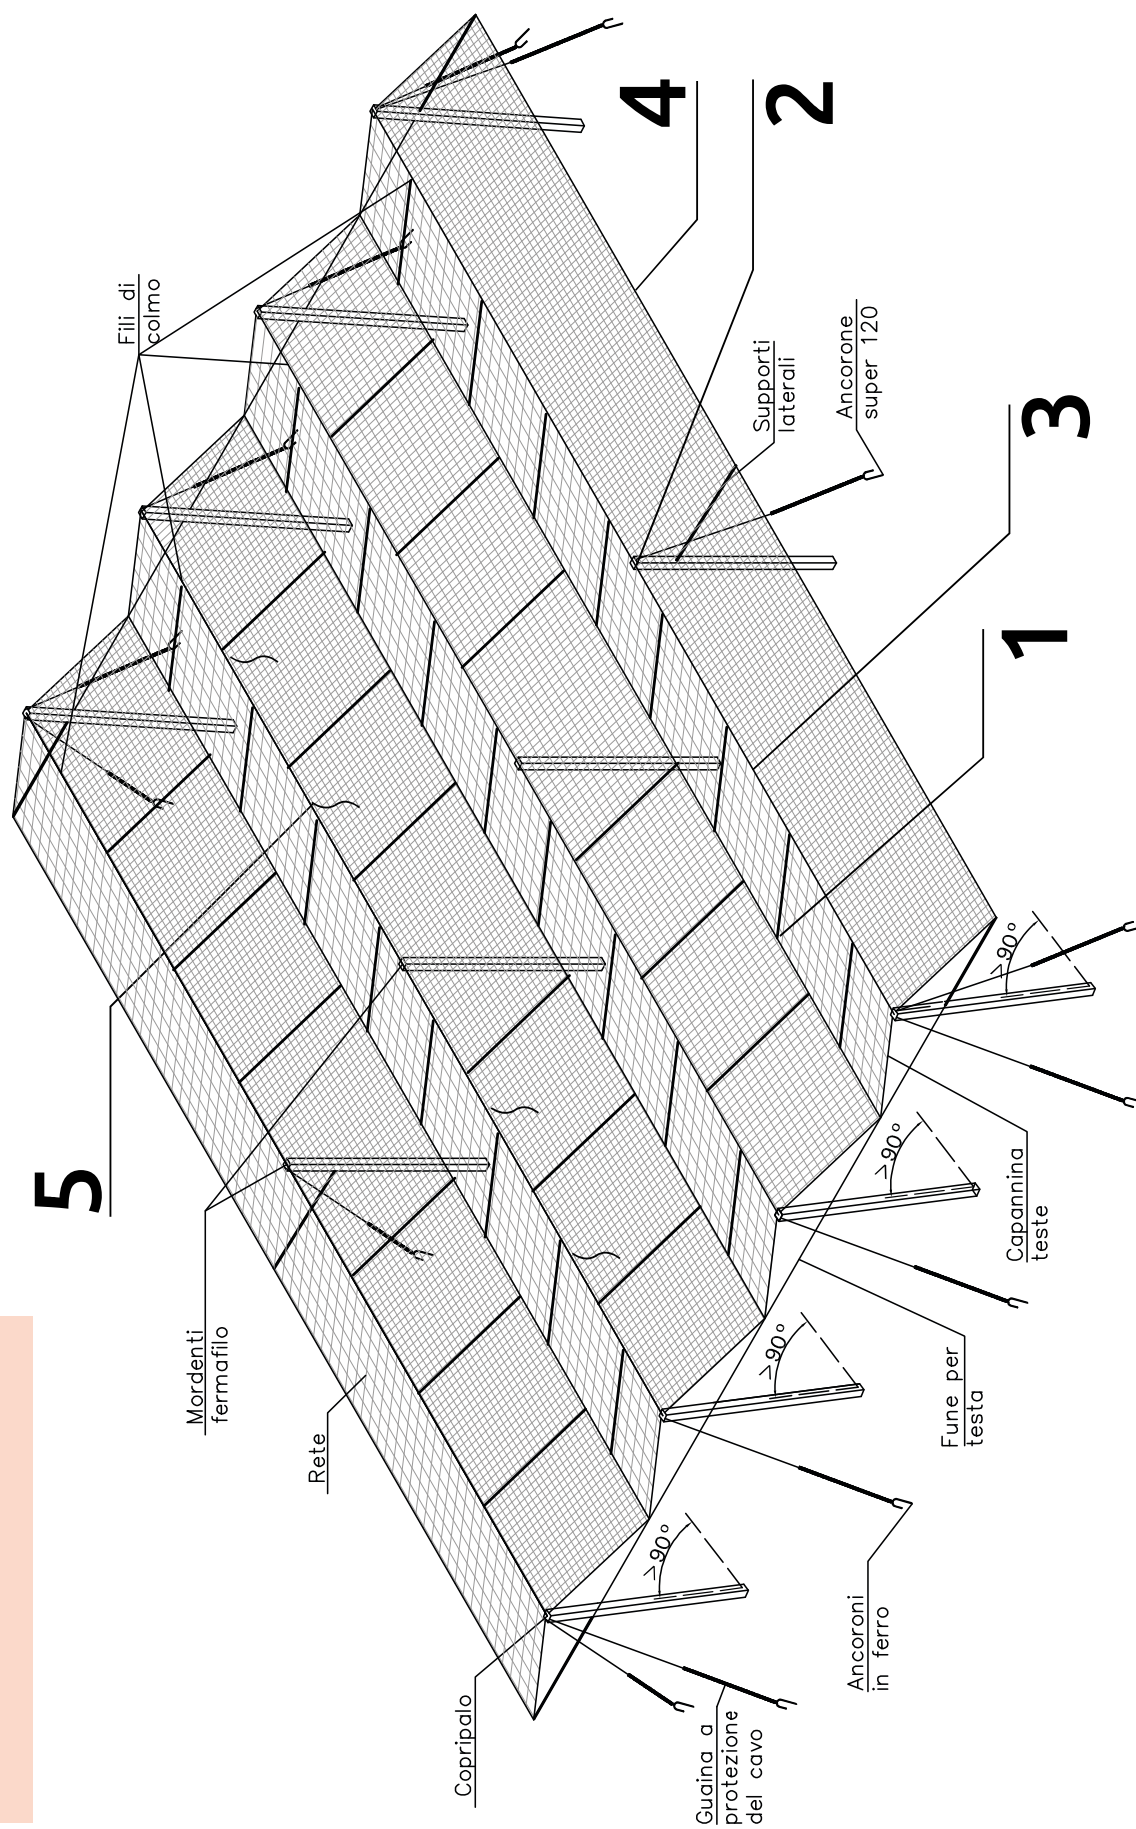 5
Mordenti
fermafilo
Rete
Copripalo
Guaina a
protezione
del cavo
Ancoroni
in ferro
Fune per
testa
Capannina
teste
Fili di
colmo
Supporti
laterali
Ancorone
super 120
4
2
3
1
>90°
>90°
>90°
>90°